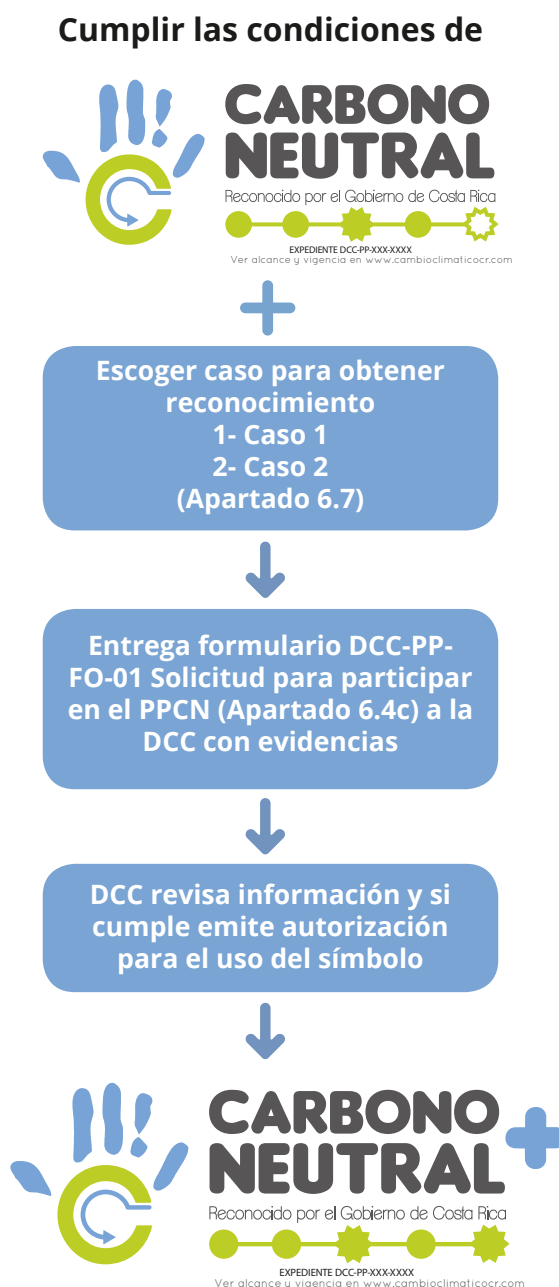 Cumplir las condiciones de
CARBONO
NEUTRAL
Reconocido por el Gobierno de Costa Rica
EXPEDIENTE DCC-PP-XXX-XXXX
Ver alcance y vigencia en www.cambioclimaticocr.com
+
Escoger caso para obtener
reconocimiento
1- Caso 1
2- Caso 2
(Apartado 6.7)
Entrega formulario DCC-PP-
FO-01 Solicitud para participar
en el PPCN (Apartado 6.4c) a la
DCC con evidencias
DCC revisa información y si
cumple emite autorización
para el uso del símbolo
CARBONO
NEUTRAL +
Reconocido por el Gobierno de Costa Rica
EXPEDIENTE DCC-PP-XXX-XXXX
Ver alcance y vigencia en www.cambioclimaticocr.com